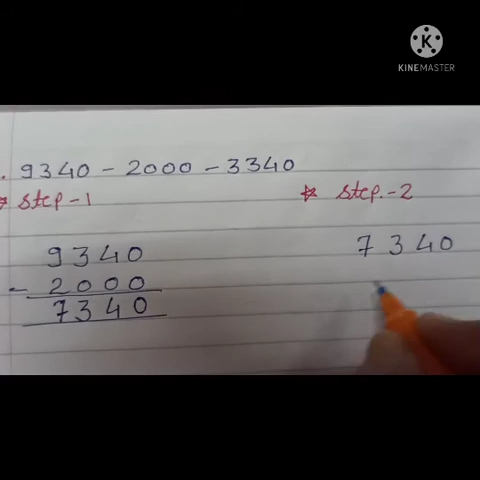 K
KINEMASTER
. 9340 - 2000 - 3340
* step-1
* step.-2
9340
- 2000
7340
7340